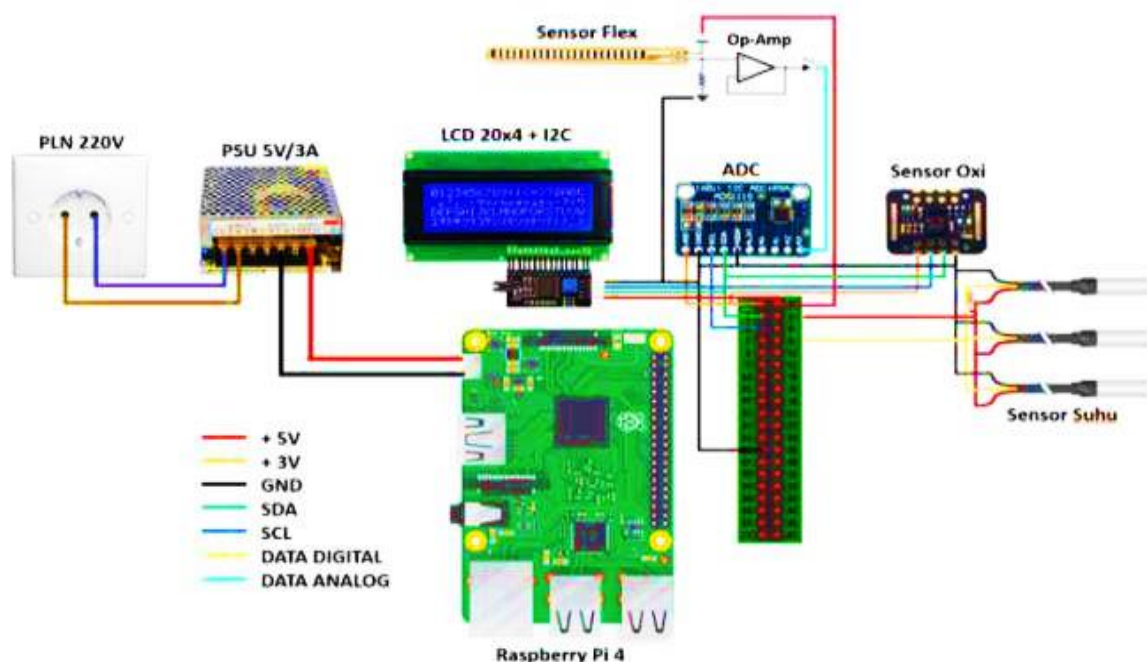 Sensor Flex
Op-Amp
PLN 220V
PSU 5V/3A
LCD 20x4 + I2C
ADC
Sensor Oxi
Sensor Suhu
+ 5V
+ 3V
GND
SDA
SCL
DATA DIGITAL
DATA ANALOG
Raspberry Pi 4